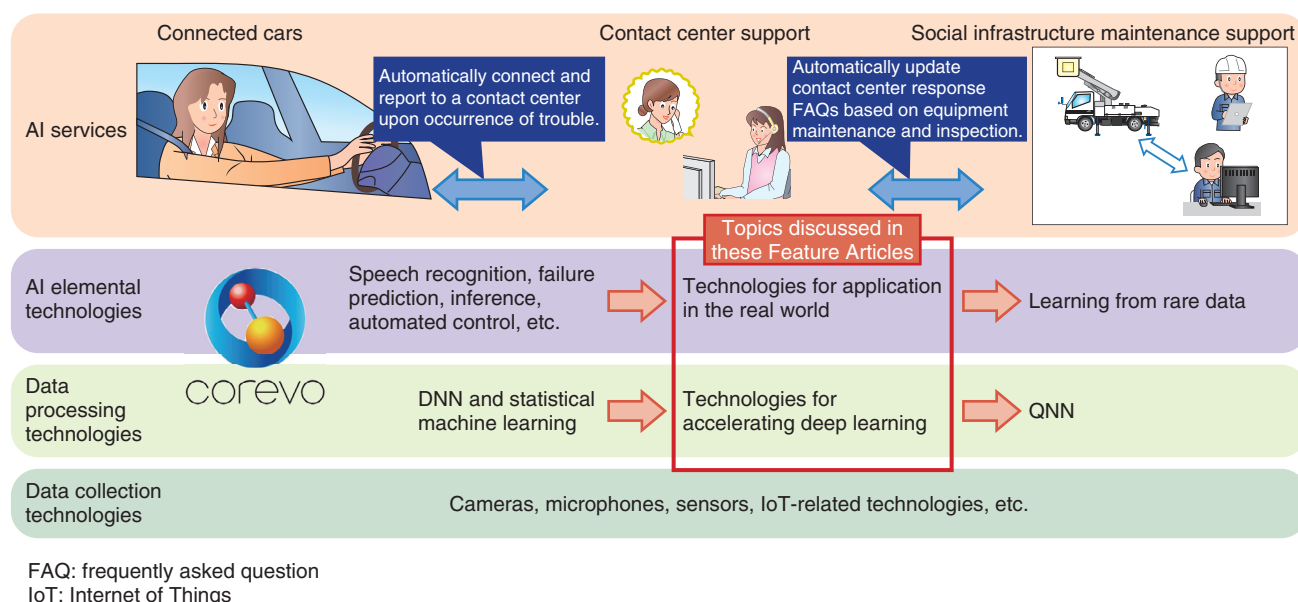 Connected cars
Contact center support
Social infrastructure maintenance support
AI services
Automatically connect and
report to a contact center
upon occurrence of trouble.
Automatically update
contact center response
FAQs based on equipment
maintenance and inspection.
Topics discussed in
these Feature Articles
AI elemental
technologies
corevo
Speech recognition, failure
prediction, inference,
automated control, etc.
Technologies for application
in the real world
Learning from rare data
Data
processing
technologies
DNN and statistical
machine learning
Technologies for
accelerating deep learning
QNN
Data collection
technologies
Cameras, microphones, sensors, IoT-related technologies, etc.
FAQ: frequently asked question
IoT: Internet of Things